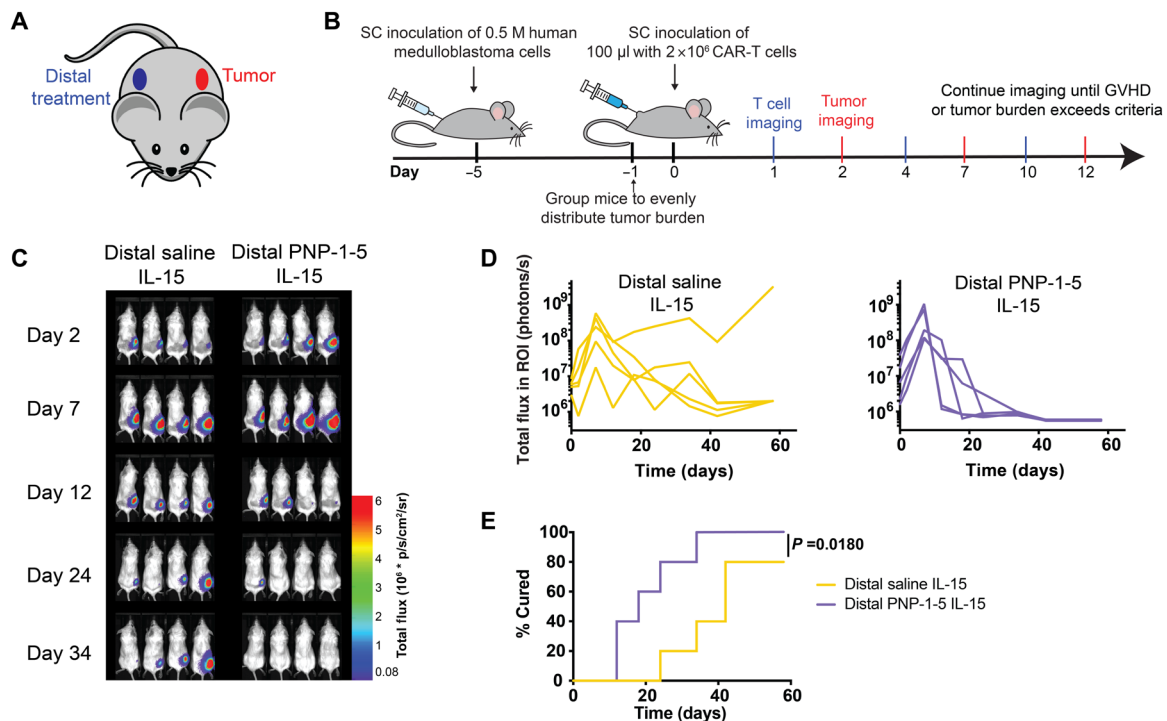 A
Distal
treatment
Tumor
B
SC inoculation of 0.5 M human
medulloblastoma cells
SC inoculation of
100 µl with 2×10⁶ CAR-T cells
T cell
imaging
Tumor
imaging
Continue imaging until GVHD
or tumor burden exceeds criteria
Day
–5
–1
0
1
2
4
7
10
12
Group mice to evenly
distribute tumor burden
C
Distal saline
IL-15
Distal PNP-1-5
IL-15
Day 2
Day 7
Day 12
Day 24
Day 34
6
5
4
3
2
1
0.08
Total flux (10⁶ * p/s/cm²/sr)
D
Total flux in ROI (photons/s)
Distal saline
IL-15
10⁹
10⁸
10⁷
10⁶
0 20 40 60
Time (days)
Distal PNP-1-5
IL-15
10⁹
10⁸
10⁷
10⁶
0 20 40 60
Time (days)
E
% Cured
100
80
60
40
20
0
0 20 40 60
Time (days)
P =0.0180
Distal saline IL-15
Distal PNP-1-5 IL-15